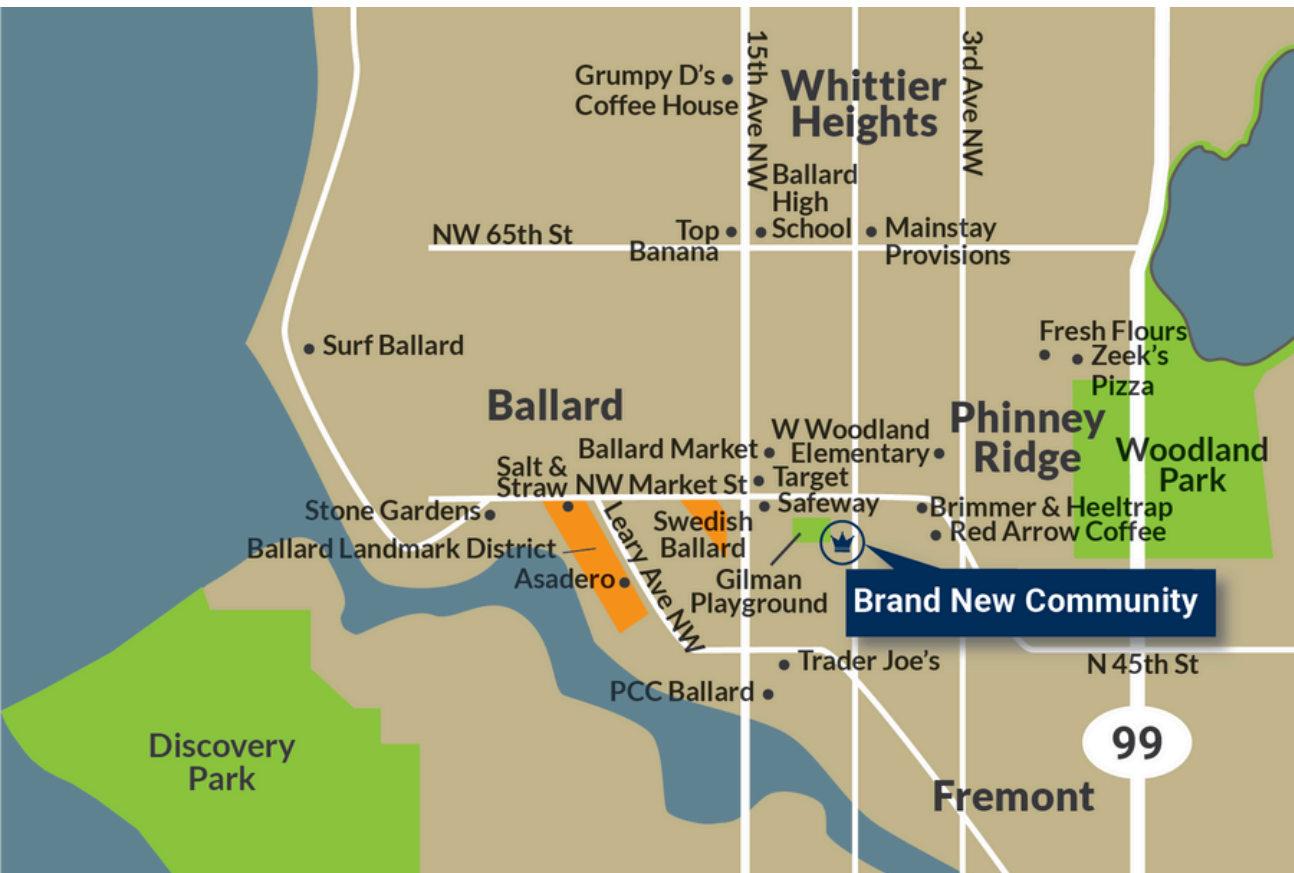 Grumpy D's
Coffee House
15th Ave NW
Whittier
Heights
3rd Ave NW
Ballard
High
School
NW 65th St
Top
Banana
Mainstay
Provisions
Surf Ballard
Fresh Flours
Zeek's
Pizza
Ballard
Phinney
Ridge
Woodland
Park
Ballard Market
W Woodland
Elementary
Salt &
Straw
NW Market St
Target
Safeway
Stone Gardens
Swedish
Ballard
Brimmer & Heeltrap
Red Arrow Coffee
Ballard Landmark District
Leary Ave NW
Asadero
Gilman
Playground
Brand New Community
Trader Joe's
N 45th St
PCC Ballard
Discovery
Park
99
Fremont